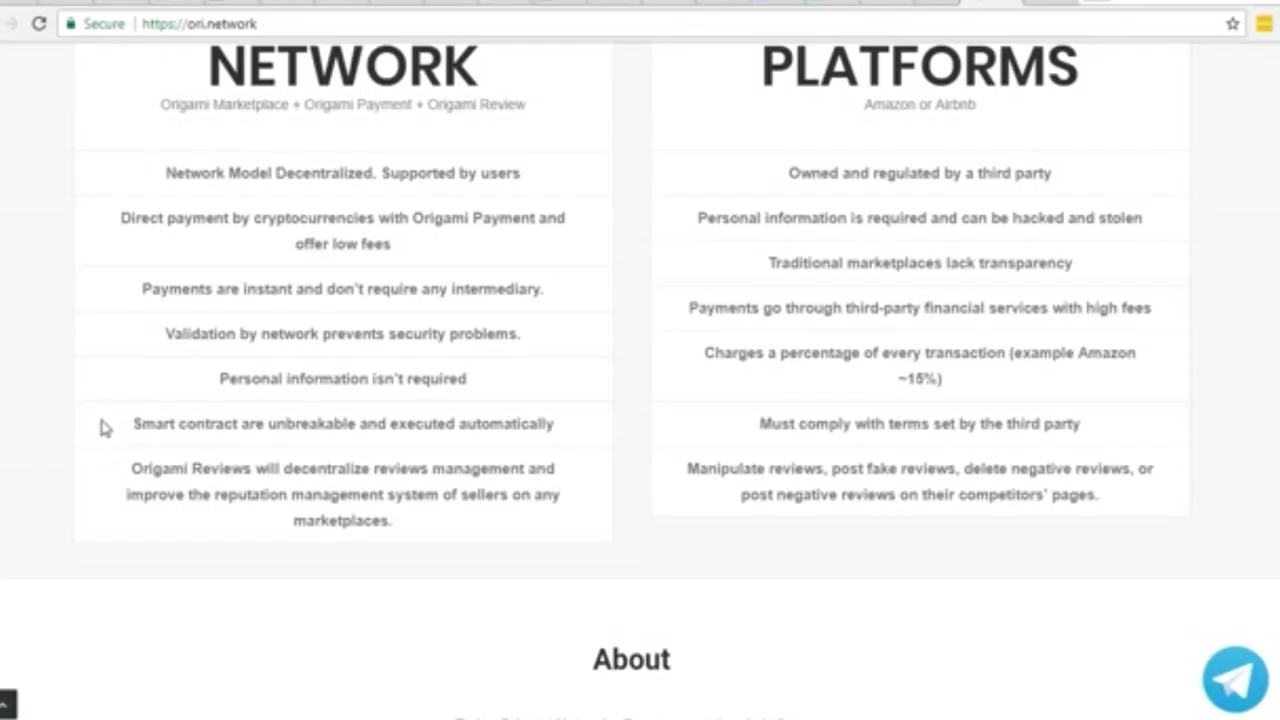 Secure
https://ori.network
NETWORK
Origami Marketplace + Origami Payment + Origami Review
Network Model Decentralized. Supported by users
Direct payment by cryptocurrencies with Origami Payment and
offer low fees
Payments are instant and don't require any intermediary.
Validation by network prevents security problems.
Personal information isn't required
Smart contract are unbreakable and executed automatically
Origami Reviews will decentralize reviews management and
improve the reputation management system of sellers on any
marketplaces.
PLATFORMS
Amazon or Airbnb
Owned and regulated by a third party
Personal information is required and can be hacked and stolen
Traditional marketplaces lack transparency
Payments go through third-party financial services with high fees
Charges a percentage of every transaction (example Amazon
~15%)
Must comply with terms set by the third party
Manipulate reviews, post fake reviews, delete negative reviews, or
post negative reviews on their competitors' pages.
About